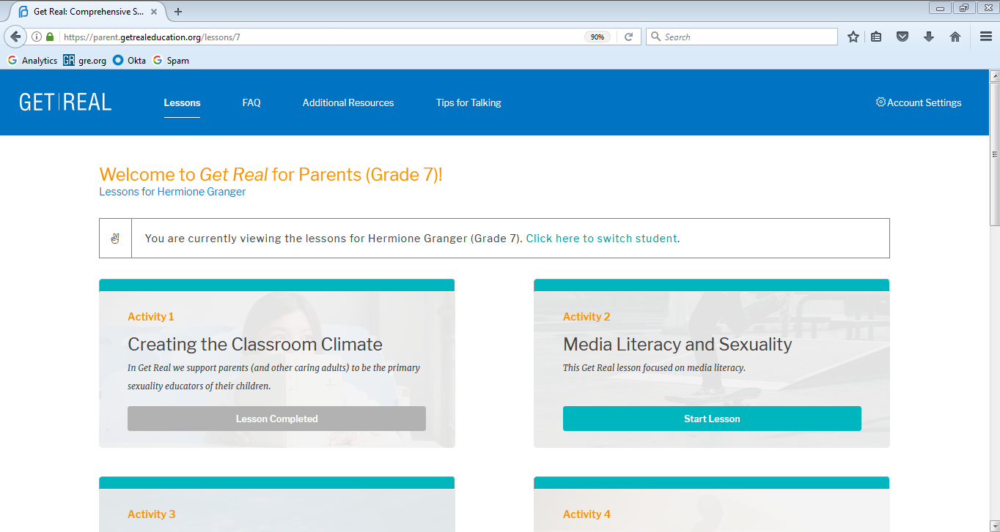 Get Real: Comprehensive S...
https://parent.getrealeducation.org/lessons/7
90%
Search
Analytics
GR
gre.org
Okta
Spam
GET|REAL
Lessons
FAQ
Additional Resources
Tips for Talking
Account Settings
Welcome to Get Real for Parents (Grade 7)!
Lessons for Hermione Granger
You are currently viewing the lessons for Hermione Granger (Grade 7). Click here to switch student.
Activity 1
Creating the Classroom Climate
In Get Real we support parents (and other caring adults) to be the primary
sexuality educators of their children.
Lesson Completed
Activity 2
Media Literacy and Sexuality
This Get Real lesson focused on media literacy.
Start Lesson
Activity 3
Activity 4